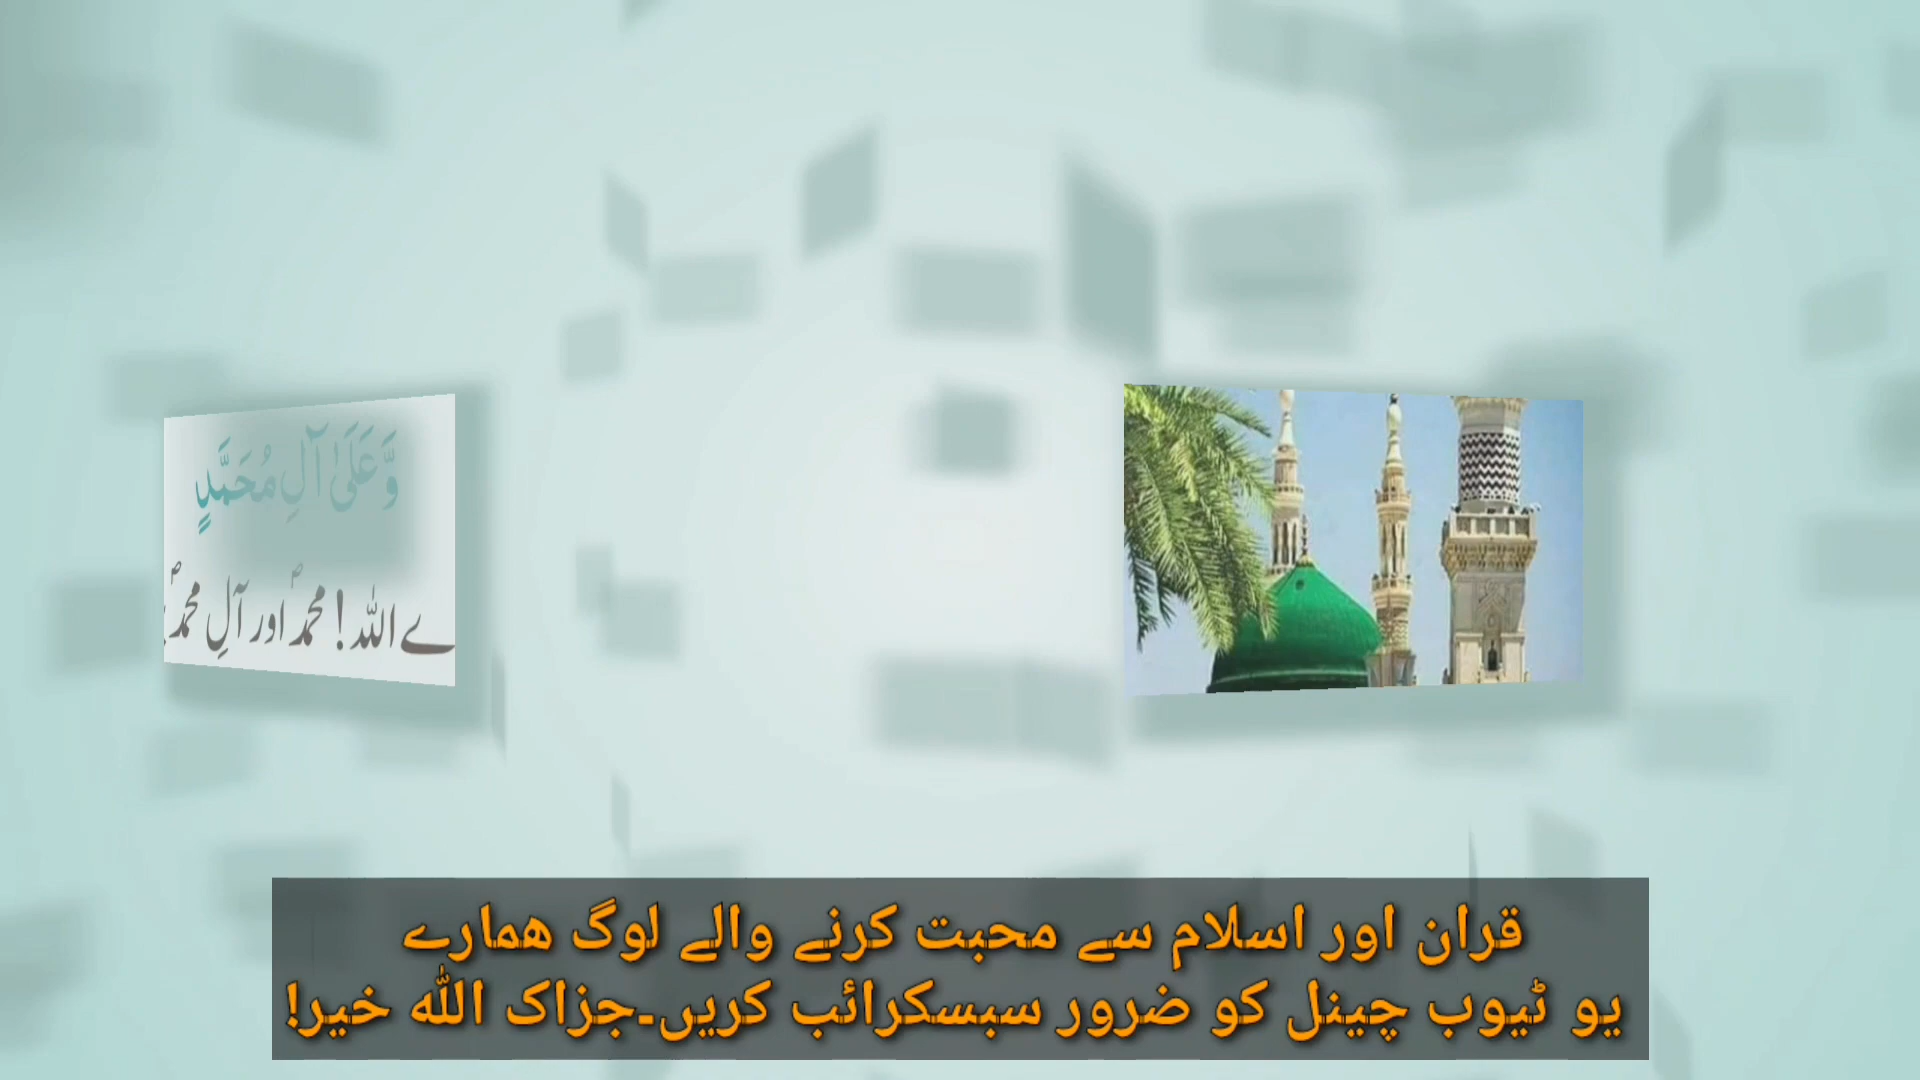 وَّعَلَىٰ آلِ مُحَمَّدٍ
ے اللہ! محمدؐ اور آلِ محمدؐ
قران اور اسلام سے محبت کرنے والے لوگ ھمارے
یو ٹیوب چینل کو ضرور سبسکرائب کریں۔جزاک اللہ خیر!